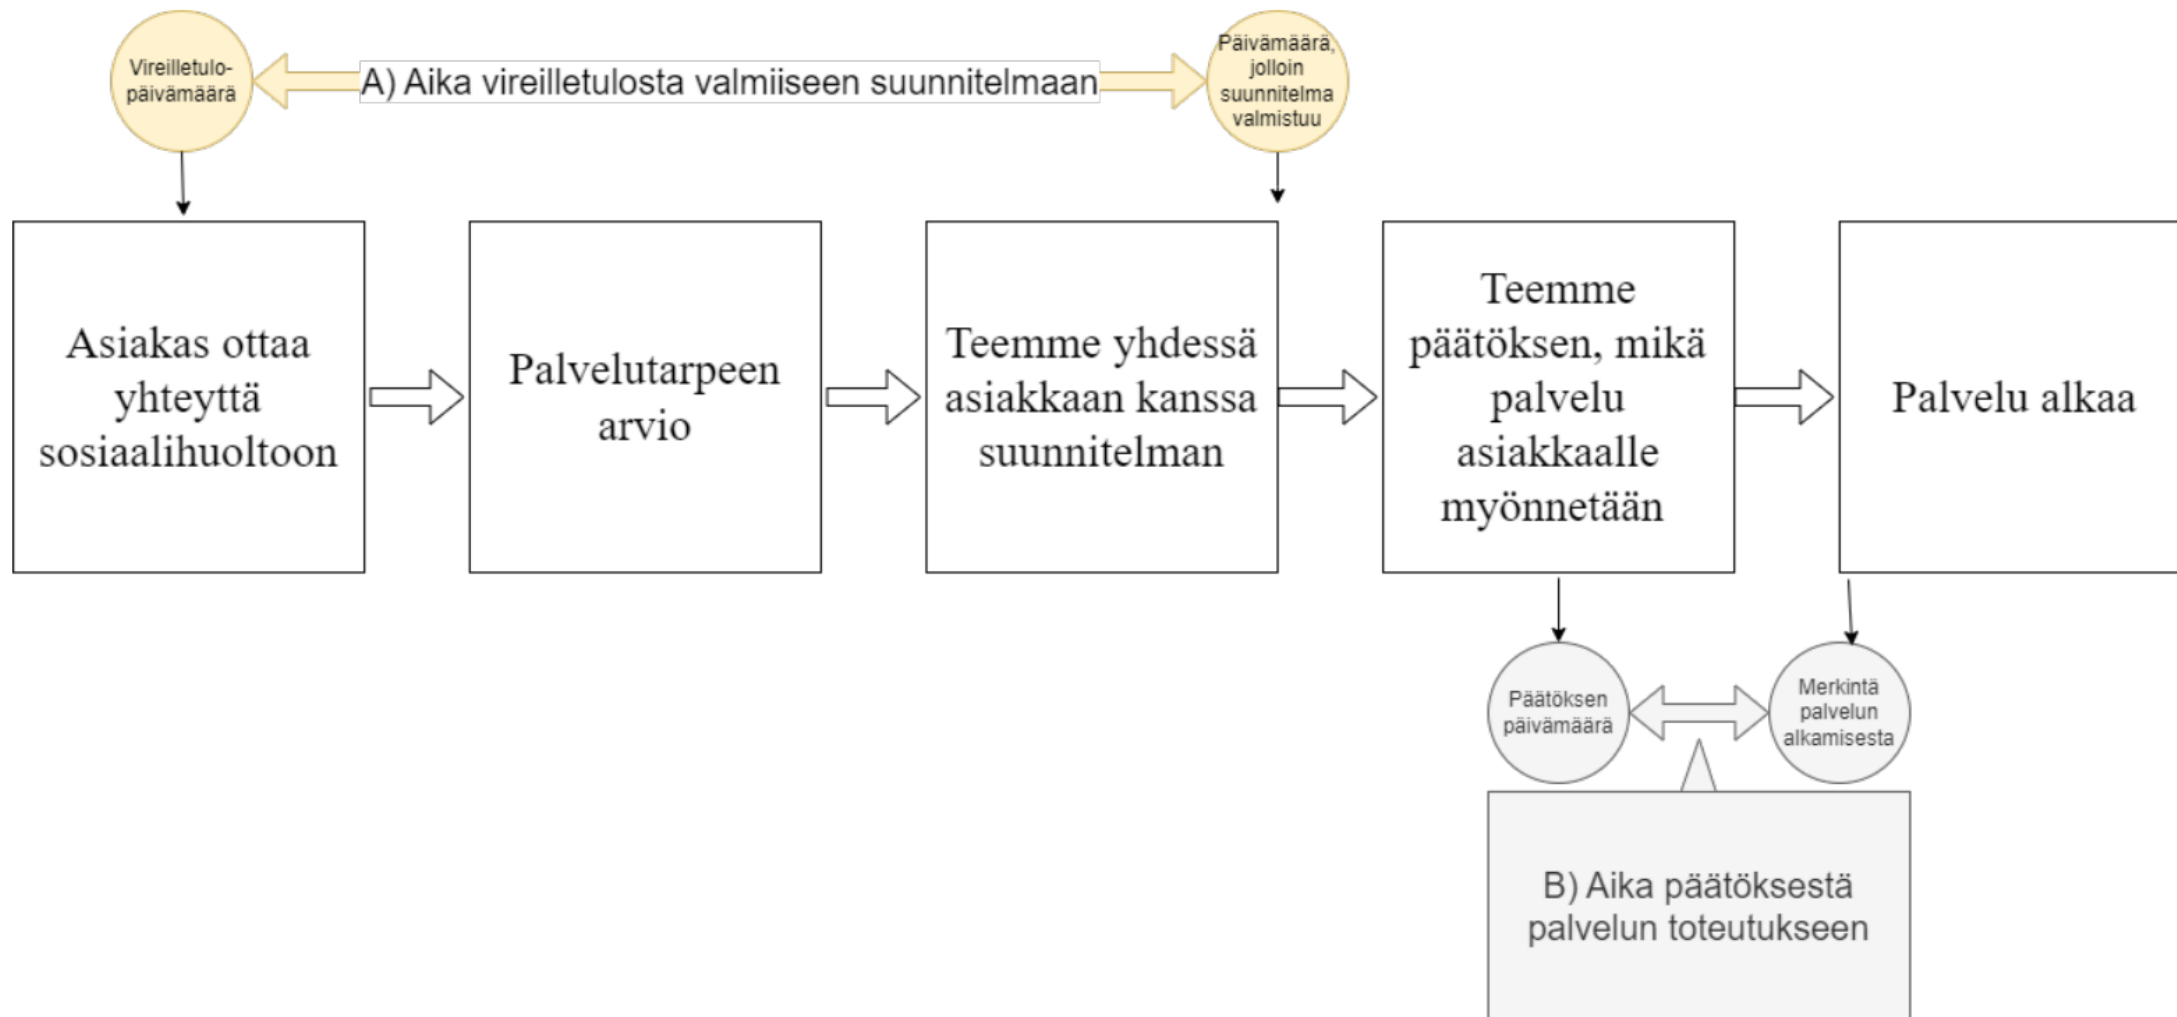 Vireilletulo-
päivämäärä
A) Aika vireilletulosta valmiiseen suunnitelmaan
Päivämäärä,
jolloin
suunnitelma
valmistuu
Asiakas ottaa
yhteyttä
sosiaalihuoltoon
Palvelutarpeen
arvio
Teemme yhdessä
asiakkaan kanssa
suunnitelman
Teemme
päätöksen, mikä
palvelu
asiakkaalle
myönnetään
Palvelu alkaa
Päätöksen
päivämäärä
Merkintä
palvelun
alkamisesta
B) Aika päätöksestä
palvelun toteutukseen